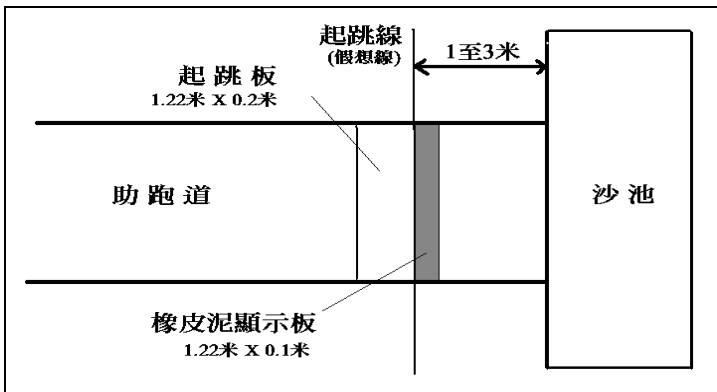 起跳線
(假想線)
1至3米
起跳板
1.22米 X 0.2米
助跑道
沙池
橡皮泥顯示板
1.22米 X 0.1米